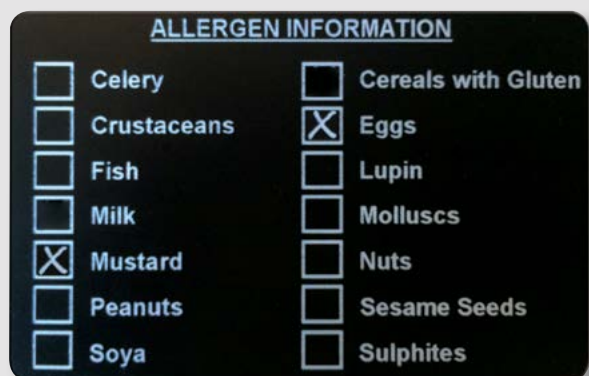 ALLERGEN INFORMATION
Celery
Crustaceans
Fish
Milk
X Mustard
Peanuts
Soya
Cereals with Gluten
X Eggs
Lupin
Molluscs
Nuts
Sesame Seeds
Sulphites